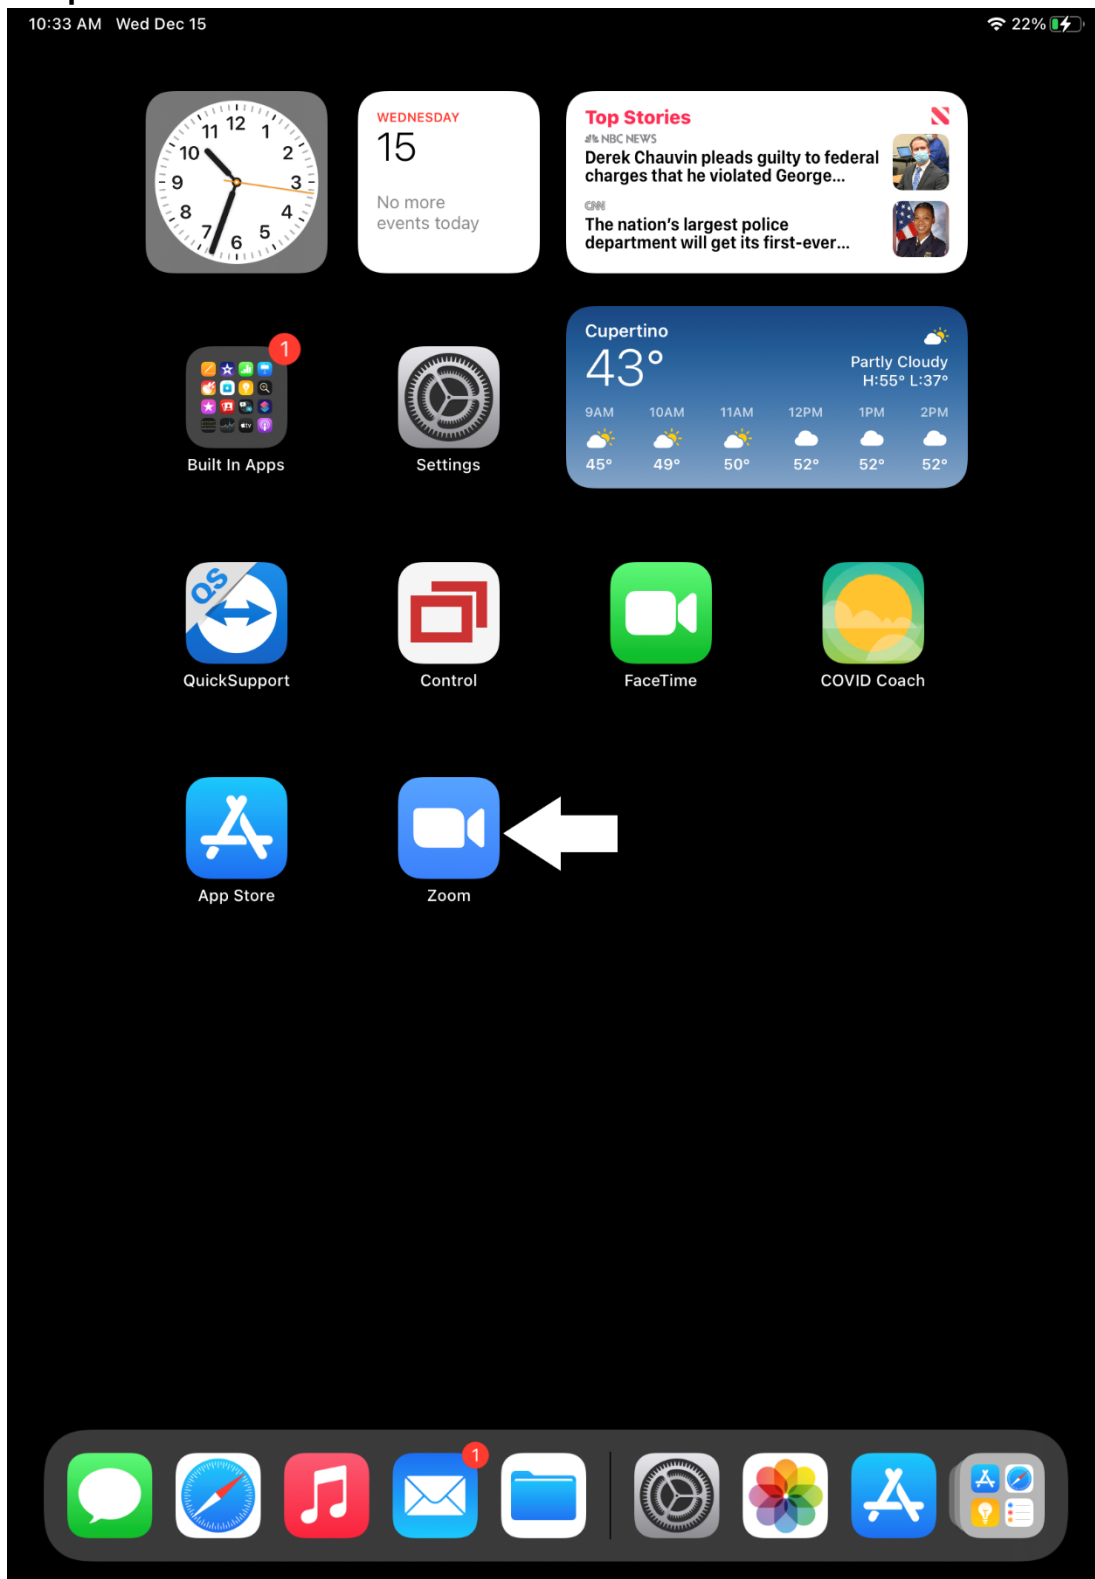 10:33 AM Wed Dec 15
22%
12
11 1
10 2
9 3
8 4
7 5
6
WEDNESDAY
15
No more
events today
Top Stories
NBC NEWS
Derek Chauvin pleads guilty to federal
charges that he violated George...
CNN
The nation's largest police
department will get its first-ever...
1
Built In Apps
Settings
Cupertino
43°
Partly Cloudy
H:55° L:37°
9AM 10AM 11AM 12PM 1PM 2PM
45° 49° 50° 52° 52° 52°
QS
QuickSupport
Control
FaceTime
COVID Coach
App Store
Zoom
1